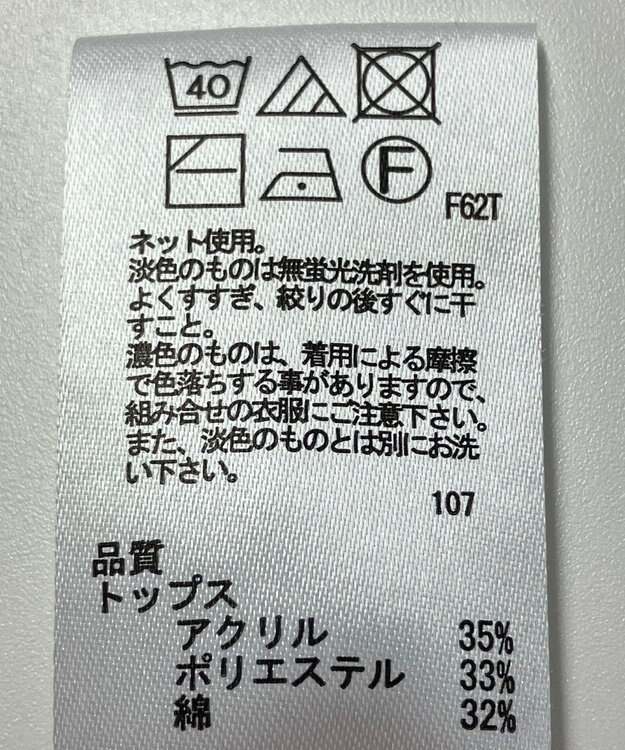 40
F
F62T
ネット使用。
淡色のものは無蛍光洗剤を使用。
よくすすぎ、絞りの後すぐに干
すこと。
濃色のものは、着用による摩擦
で色落ちする事がありますので、
組み合せの衣服にご注意下さい。
また、淡色のものとは別にお洗
い下さい。
107
品質
トップス
アクリル 35%
ポリエステル 33%
綿 32%